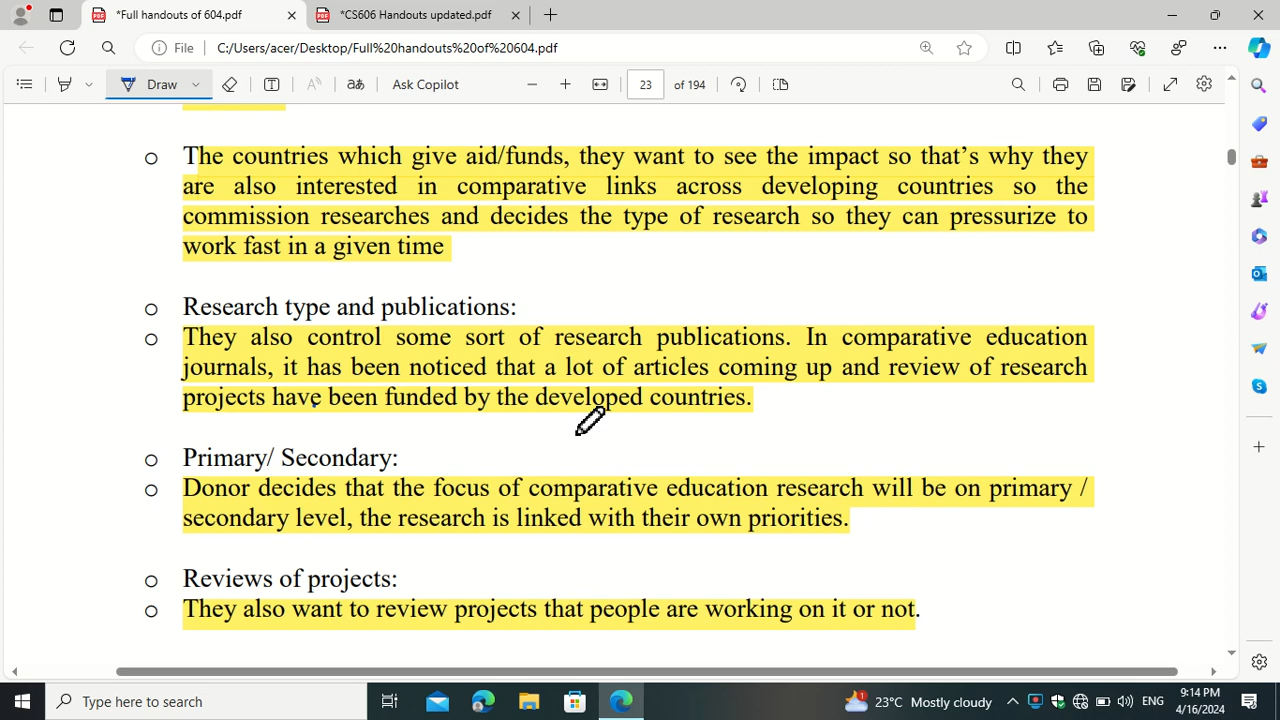 *Full handouts of 604.pdf
*CS606 Handouts updated.pdf
File
C:/Users/acer/Desktop/Full%20handouts%20of%20604.pdf
Draw
aあ
Ask Copilot
23
of 194
The countries which give aid/funds, they want to see the impact so that's why they
are also interested in comparative links across developing countries so the
commission researches and decides the type of research so they can pressurize to
work fast in a given time
Research type and publications:
They also control some sort of research publications. In comparative education
journals, it has been noticed that a lot of articles coming up and review of research
projects have been funded by the developed countries.
Primary/ Secondary:
Donor decides that the focus of comparative education research will be on primary /
secondary level, the research is linked with their own priorities.
Reviews of projects:
They also want to review projects that people are working on it or not.
Type here to search
23°C Mostly cloudy
ENG
9:14 PM
4/16/2024